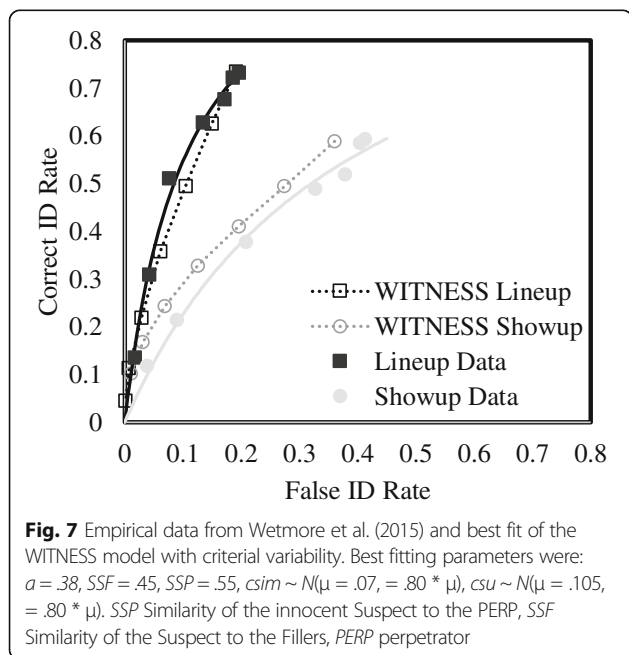 0.8
0.7
0.6
0.5
0.4
0.3
0.2
0.1
0
Correct ID Rate
WITNESS Lineup
WITNESS Showup
Lineup Data
Showup Data
0 0.1 0.2 0.3 0.4 0.5 0.6 0.7 0.8
False ID Rate
Fig. 7 Empirical data from Wetmore et al. (2015) and best fit of the
WITNESS model with criterial variability. Best fitting parameters were:
a = .38, SSF = .45, SSP = .55, csim ~ N(μ = .07, = .80 * μ), csu ~ N(μ = .105,
= .80 * μ). SSP Similarity of the innocent Suspect to the PERP, SSF
Similarity of the Suspect to the Fillers, PERP perpetrator